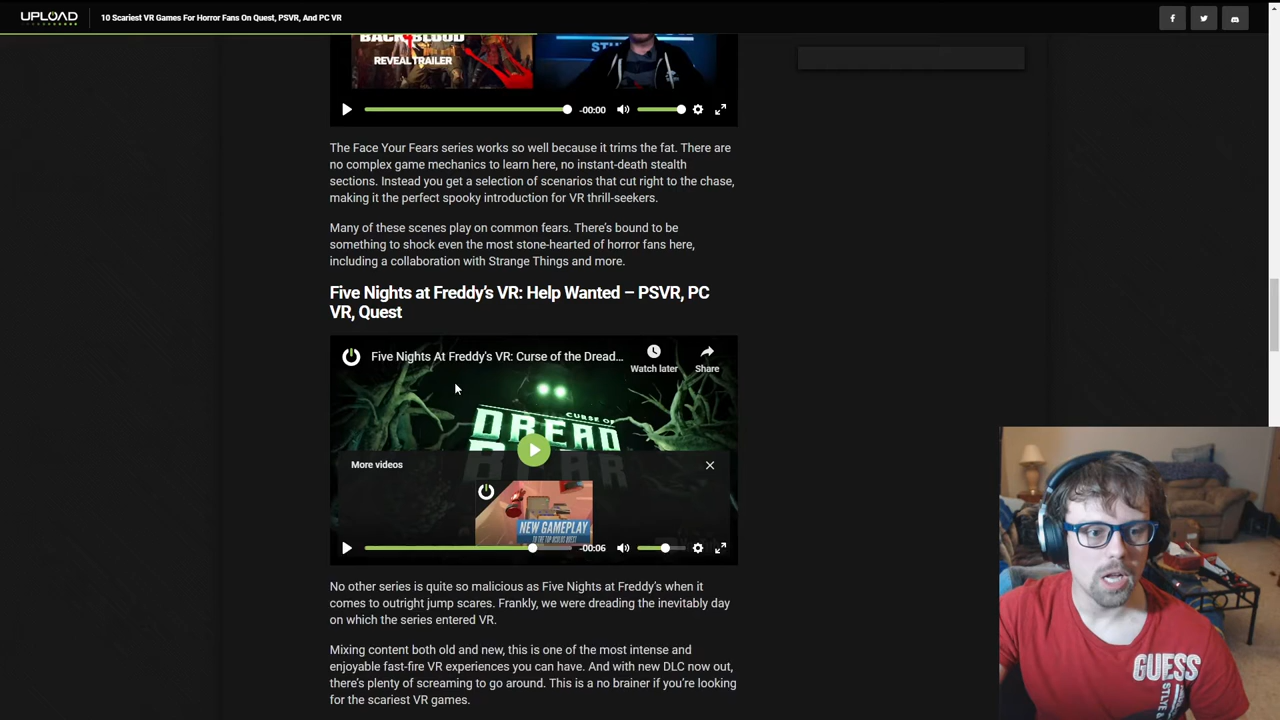 UPLOAD
10 Scariest VR Games For Horror Fans On Quest, PSVR, And PC VR
BACK BLOOD
REVEAL TRAILER
-00:00
The Face Your Fears series works so well because it trims the fat. There are
no complex game mechanics to learn here, no instant-death stealth
sections. Instead you get a selection of scenarios that cut right to the chase,
making it the perfect spooky introduction for VR thrill-seekers.
Many of these scenes play on common fears. There's bound to be
something to shock even the most stone-hearted of horror fans here,
including a collaboration with Strange Things and more.
Five Nights at Freddy's VR: Help Wanted – PSVR, PC
VR, Quest
Five Nights At Freddy's VR: Curse of the Dread...
Watch later
Share
CURSE OF
DREAD
BEAR
More videos
NEW GAMEPLAY
TO THE TOP OCULUS QUEST
-00:06
No other series is quite so malicious as Five Nights at Freddy's when it
comes to outright jump scares. Frankly, we were dreading the inevitably day
on which the series entered VR.
Mixing content both old and new, this is one of the most intense and
enjoyable fast-fire VR experiences you can have. And with new DLC now out,
there's plenty of screaming to go around. This is a no brainer if you're looking
for the scariest VR games.
GUESS